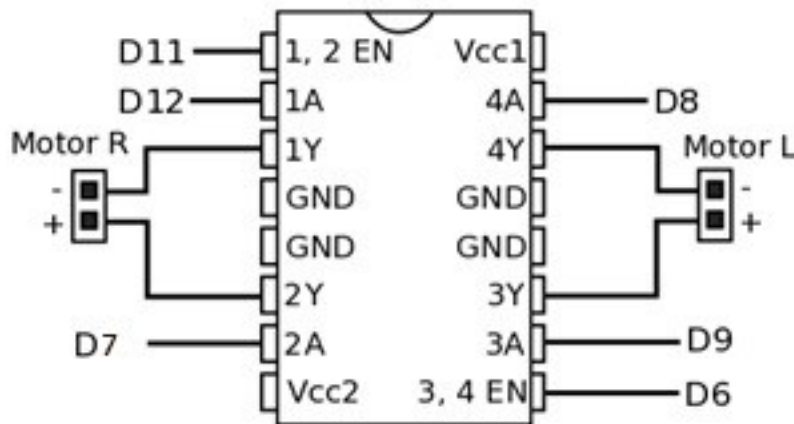 D11 1, 2 EN Vcc1
D12 1A 4A D8
Motor R 1Y 4Y Motor L
- GND GND -
+ GND GND +
2Y 3Y
D7 2A 3A D9
Vcc2 3, 4 EN D6